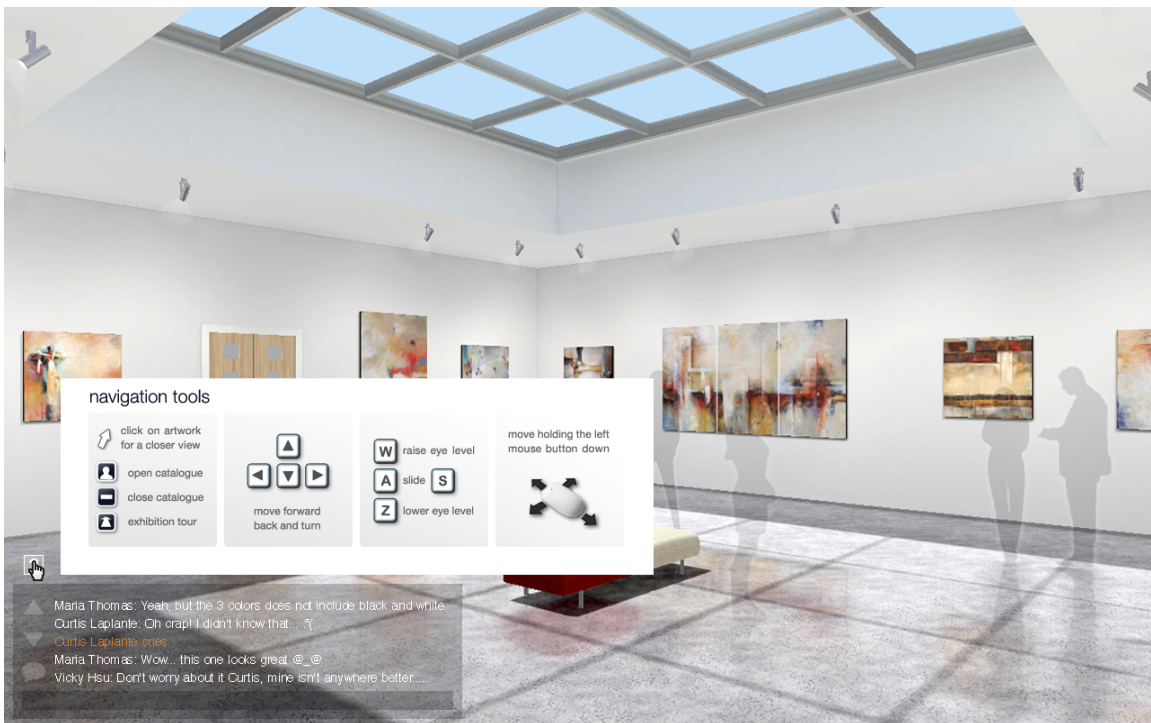 navigation tools
click on artwork
for a closer view
open catalogue
close catalogue
exhibition tour
move forward
back and turn
W raise eye level
A slide S
Z lower eye level
move holding the left
mouse button down
Maria Thomas: Yeah, but the 3 colors does not include black and white.
Curtis Laplante: Oh crap! I didn't know that... :'(
Curtis Laplante cries
Maria Thomas: Wow... this one looks great @_@
Vicky Hsu: Don't worry about it Curtis, mine isn't anywhere better......